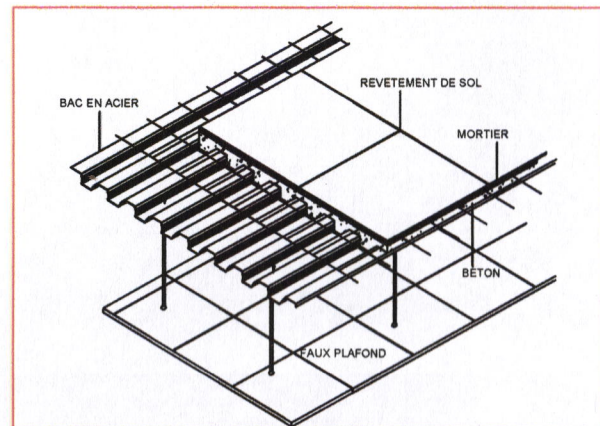 REVETEMENT DE SOL
BAC EN ACIER
MORTIER
BETON
FAUX PLAFOND